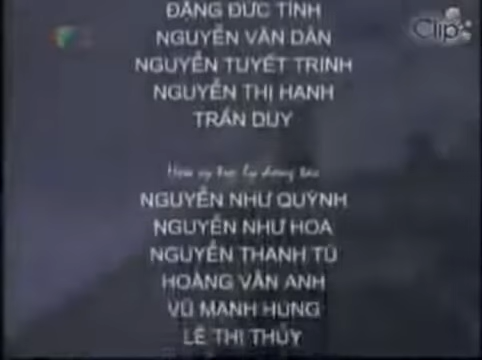 ĐẶNG ĐỨC TÍNH
NGUYỄN VĂN DÂN
NGUYỄN TUYẾT TRINH
NGUYỄN THỊ HẠNH
TRẦN DUY
NGUYỄN NHƯ QUỲNH
NGUYỄN NHƯ HOA
NGUYỄN THANH TÚ
HOÀNG VÂN ANH
VŨ MẠNH HÙNG
LÊ THỊ THỦY
Clip